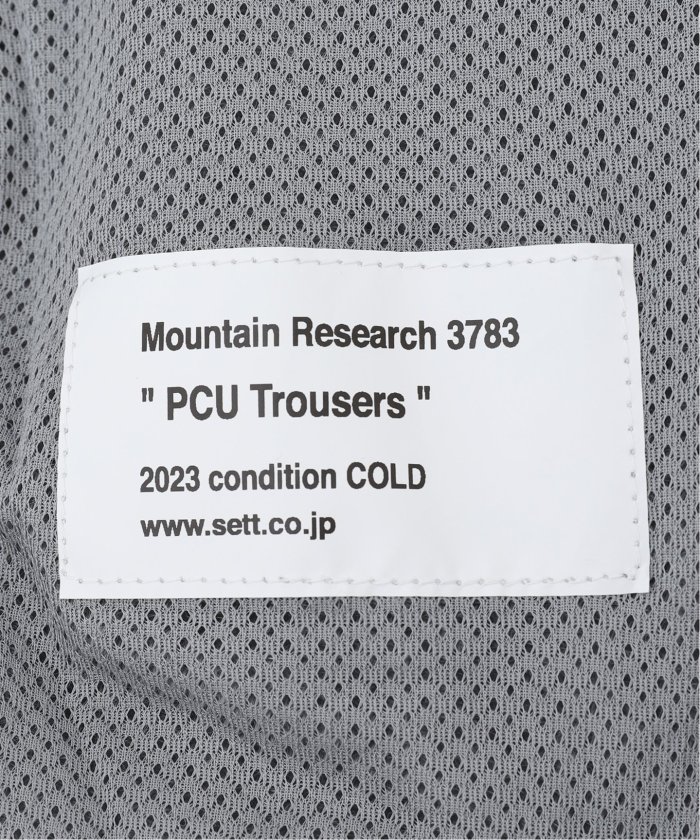 Mountain Research 3783
" PCU Trousers "
2023 condition COLD
www.sett.co.jp